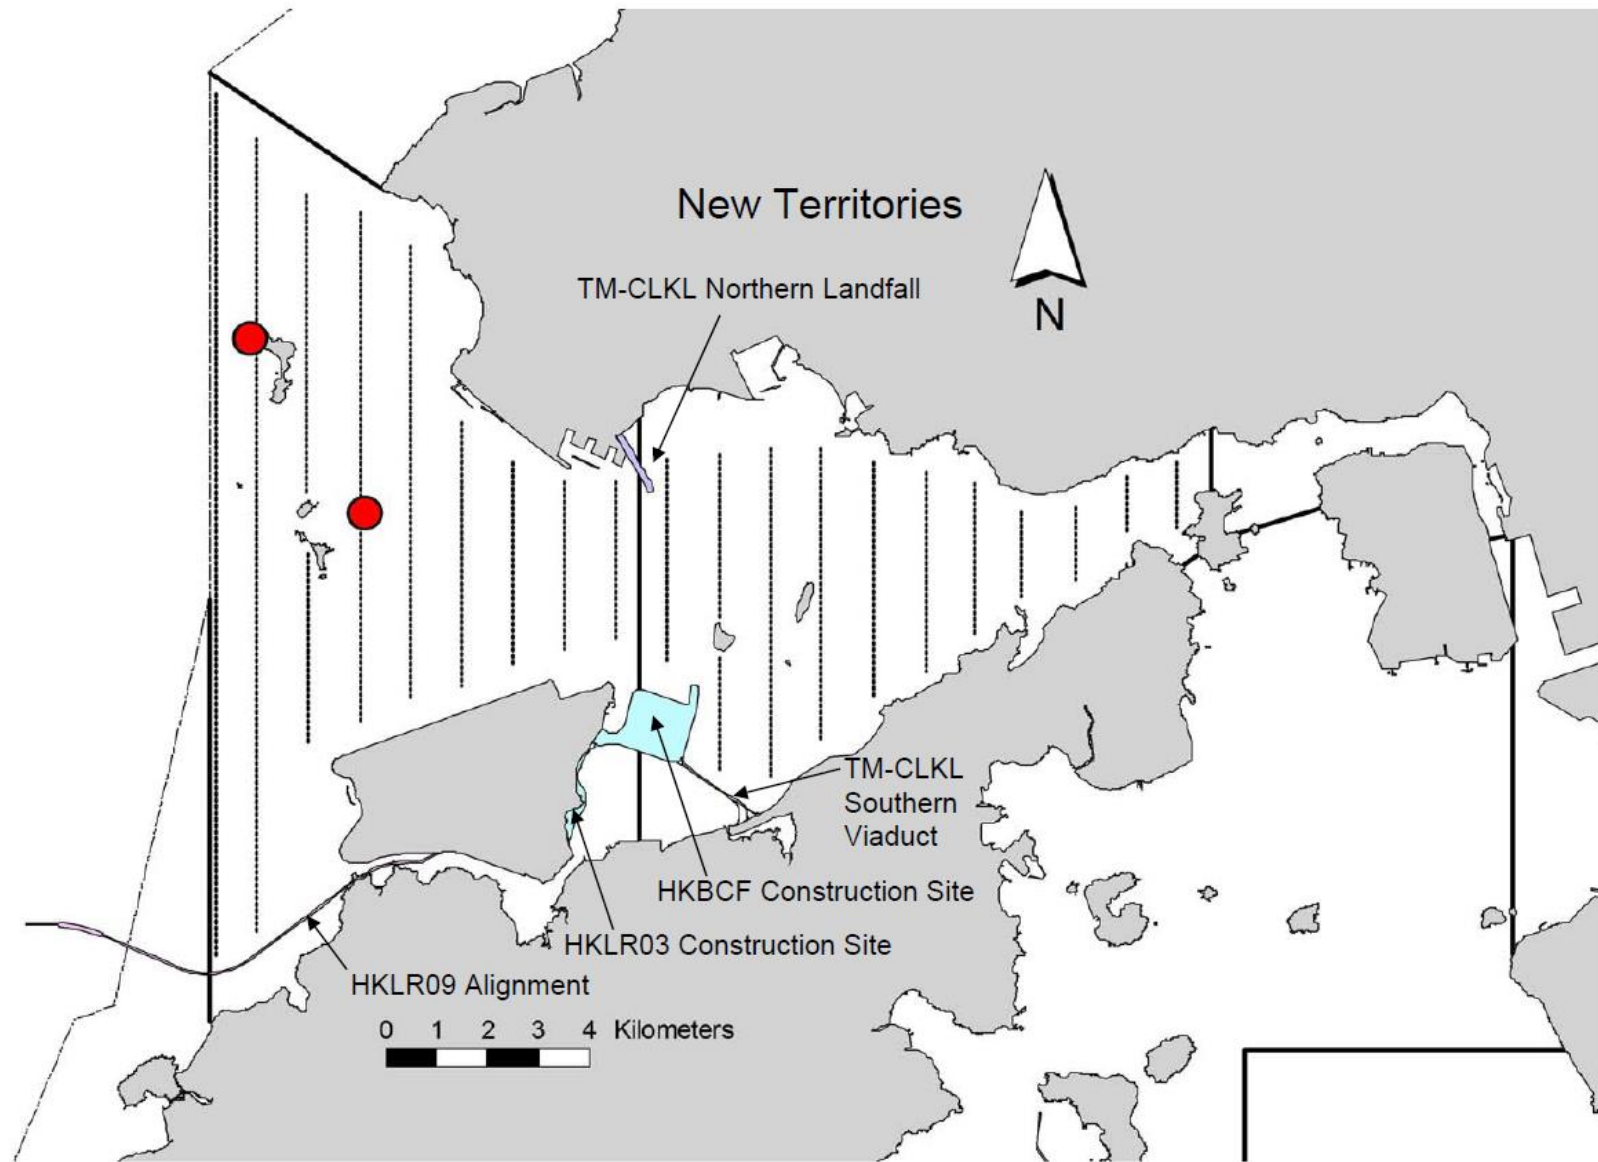 New Territories
TM-CLKL Northern Landfall
N
TM-CLKL
Southern
Viaduct
HKBCF Construction Site
HKLR03 Construction Site
HKLR09 Alignment
0 1 2 3 4 Kilometers